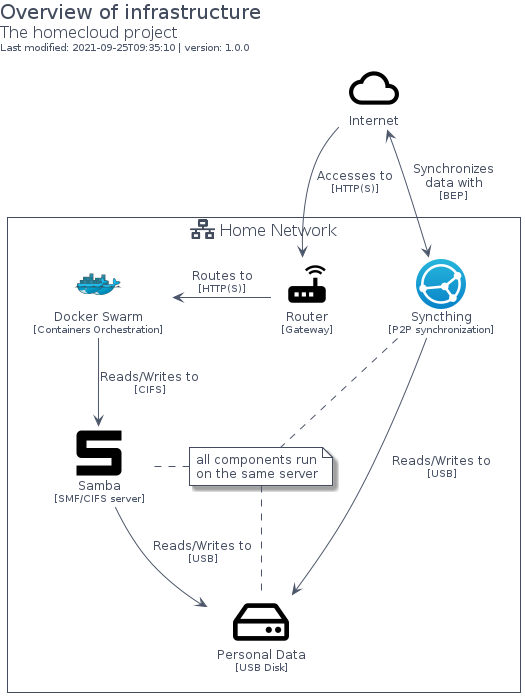 Overview of infrastructure
The homecloud project
Last modified: 2021-09-25T09:35:10 | version: 1.0.0
Internet
Accesses to
[HTTP(S)]
Synchronizes
data with
[BEP]
Home Network
Docker Swarm
[Containers Orchestration]
Routes to
[HTTP(S)]
Router
[Gateway]
Syncthing
[P2P synchronization]
Reads/Writes to
[CIFS]
Samba
[SMF/CIFS server]
all components run
on the same server
Reads/Writes to
[USB]
Reads/Writes to
[USB]
Personal Data
[USB Disk]